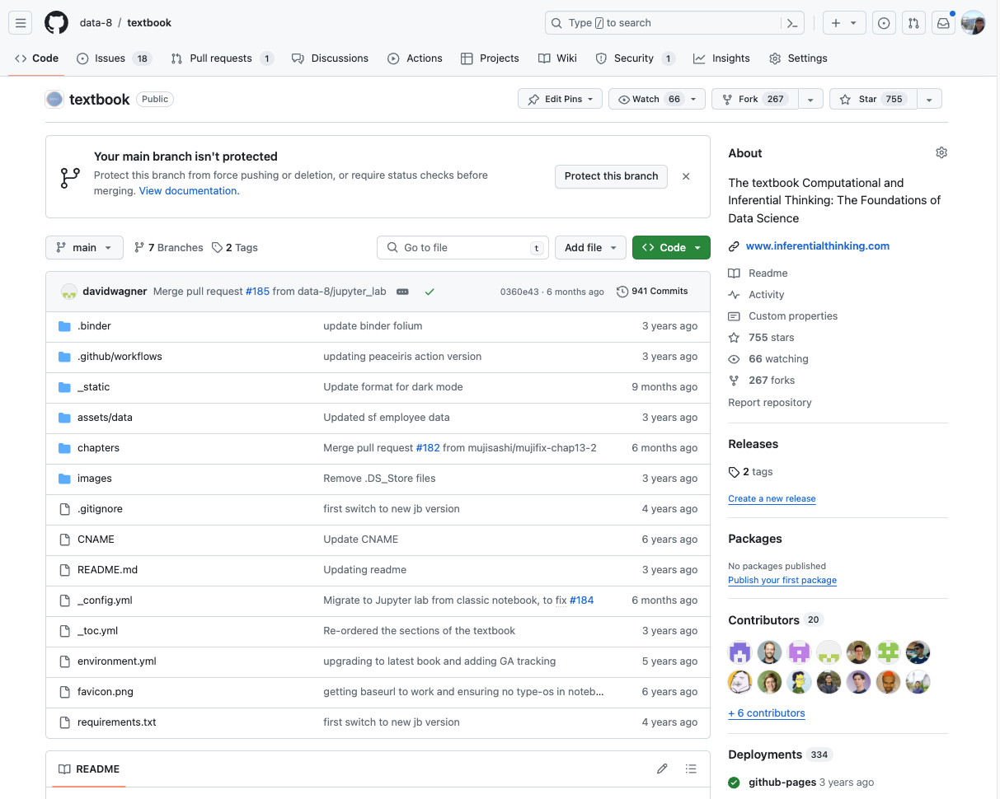 data-8 / textbook
Type / to search
Code Issues 18 Pull requests 1 Discussions Actions Projects Wiki Security 1 Insights Settings
textbook Public
Edit Pins Watch 66 Fork 267 Star 755
Your main branch isn't protected
Protect this branch from force pushing or deletion, or require status checks before
merging. View documentation.
Protect this branch
main 7 Branches 2 Tags
Go to file t
Add file Code
davidwagner Merge pull request #185 from data-8/jupyter_lab 0360e43 · 6 months ago 941 Commits
.binder update binder folium 3 years ago
.github/workflows updating peaceiris action version 3 years ago
_static Update format for dark mode 9 months ago
assets/data Updated sf employee data 3 years ago
chapters Merge pull request #182 from mujisashi/mujifix-chap13-2 6 months ago
images Remove .DS_Store files 3 years ago
.gitignore first switch to new jb version 4 years ago
CNAME Update CNAME 6 years ago
README.md Updating readme 3 years ago
_config.yml Migrate to Jupyter lab from classic notebook, to fix #184 6 months ago
_toc.yml Re-ordered the sections of the textbook 3 years ago
environment.yml upgrading to latest book and adding GA tracking 5 years ago
favicon.png getting baseurl to work and ensuring no type-os in noteb… 6 years ago
requirements.txt first switch to new jb version 4 years ago
README
About
The textbook Computational and
Inferential Thinking: The Foundations of
Data Science
www.inferentialthinking.com
Readme
Activity
Custom properties
755 stars
66 watching
267 forks
Report repository
Releases
2 tags
Create a new release
Packages
No packages published
Publish your first package
Contributors 20
+ 6 contributors
Deployments 334
github-pages 3 years ago